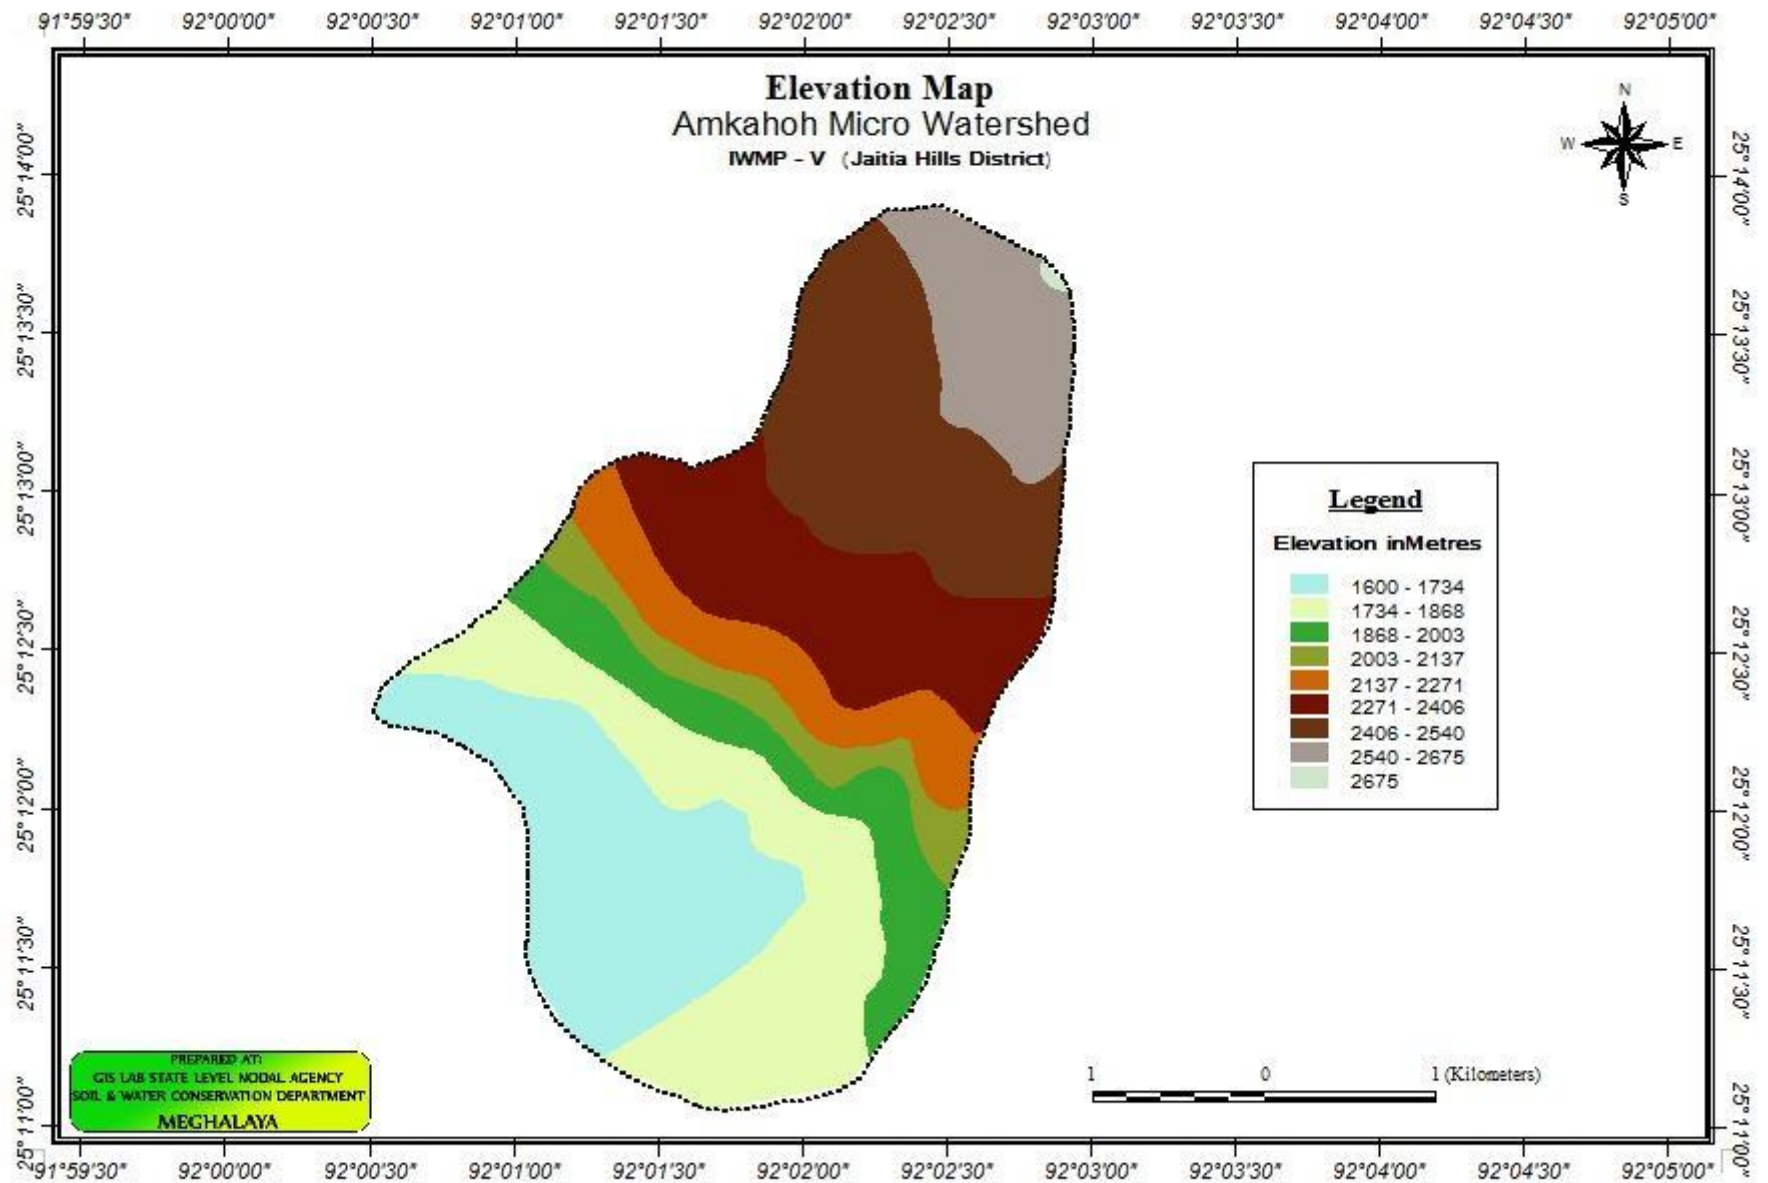 91°59'30" 92°00'00" 92°00'30" 92°01'00" 92°01'30" 92°02'00" 92°02'30" 92°03'00" 92°03'30" 92°04'00" 92°04'30" 92°05'00"
Elevation Map
Amkahoh Micro Watershed
IWMP - V (Jaitia Hills District)
N
W E
S
25°14'00" 25°14'00"
25°13'30" 25°13'30"
25°13'00" 25°13'00"
25°12'30" 25°12'30"
25°12'00" 25°12'00"
25°11'30" 25°11'30"
25°11'00" 25°11'00"
Legend
Elevation inMetres
1600 - 1734
1734 - 1868
1868 - 2003
2003 - 2137
2137 - 2271
2271 - 2406
2406 - 2540
2540 - 2675
2675
1 0 1 (Kilometers)
PREPARED AT:
GIS LAB STATE LEVEL NODAL AGENCY
SOIL & WATER CONSERVATION DEPARTMENT
MEGHALAYA
91°59'30" 92°00'00" 92°00'30" 92°01'00" 92°01'30" 92°02'00" 92°02'30" 92°03'00" 92°03'30" 92°04'00" 92°04'30" 92°05'00"